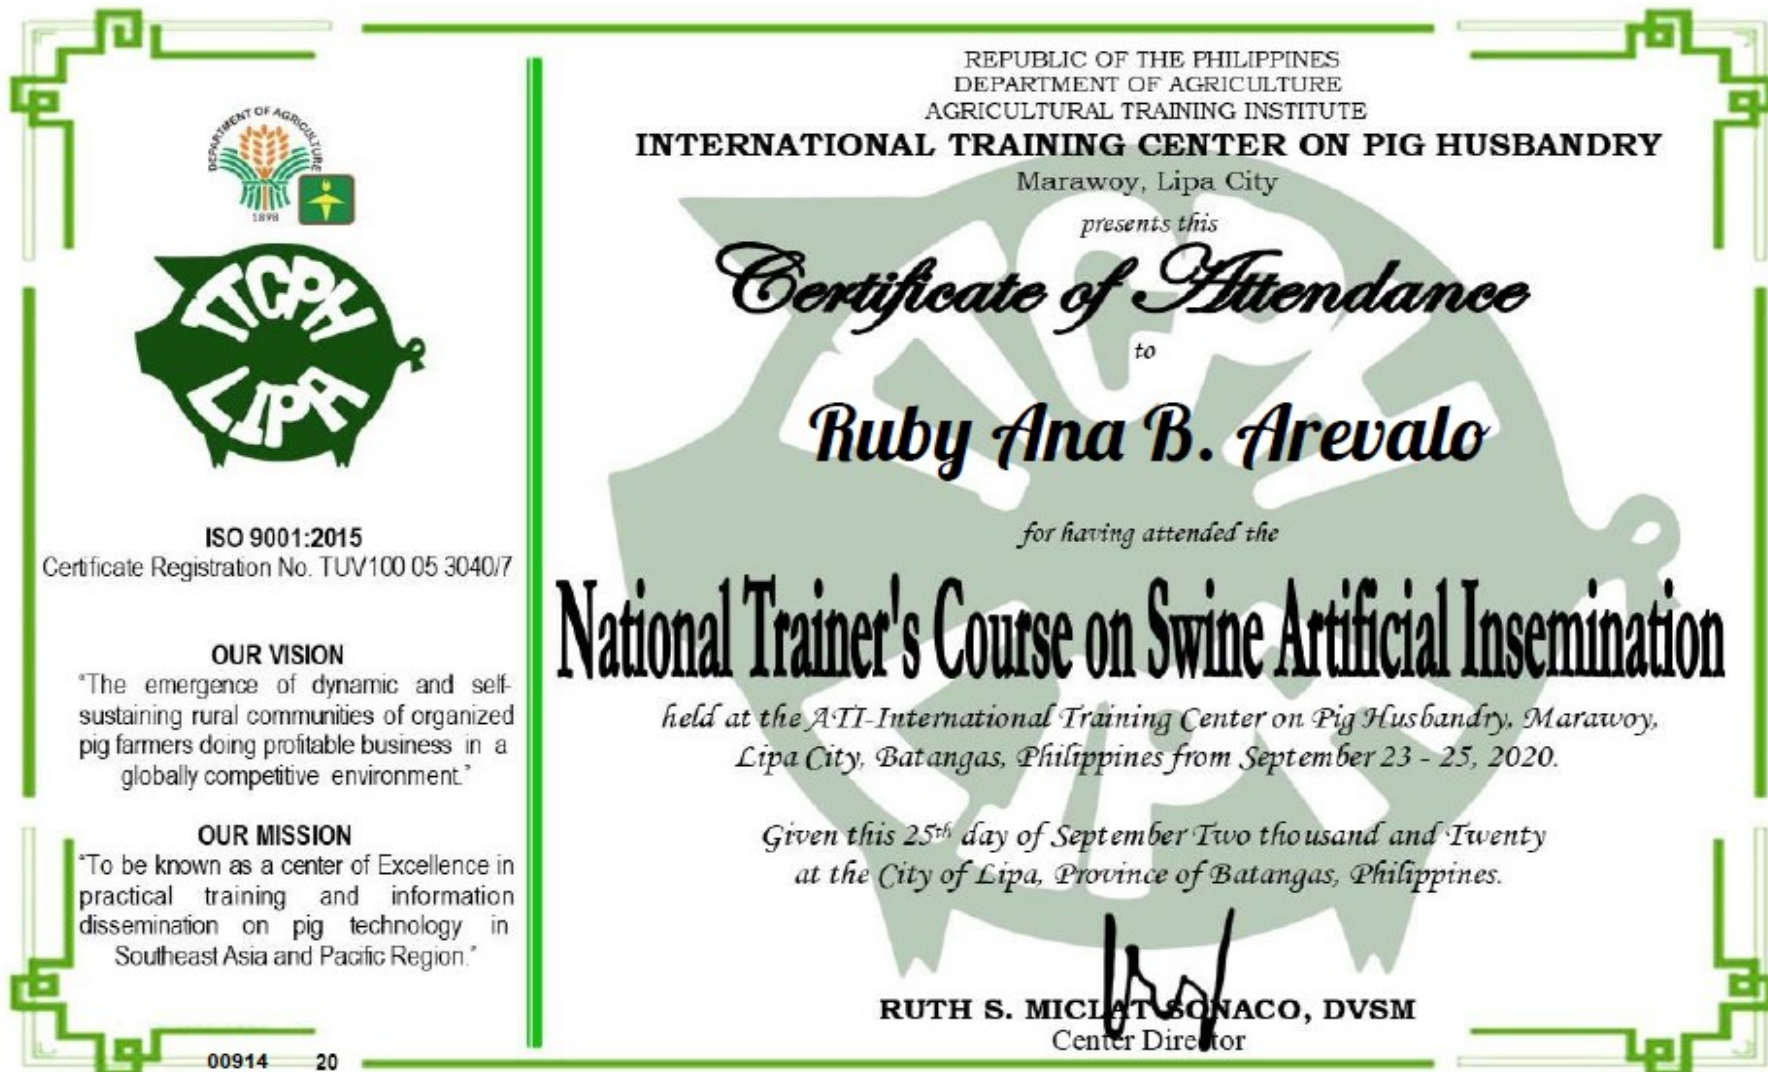 DEPARTMENT OF AGRICULTURE
1898
ITCPH
LIPA
ISO 9001:2015
Certificate Registration No. TUV100 05 3040/7
OUR VISION
"The emergence of dynamic and self-
sustaining rural communities of organized
pig farmers doing profitable business in a
globally competitive environment."
OUR MISSION
"To be known as a center of Excellence in
practical training and information
dissemination on pig technology in
Southeast Asia and Pacific Region."
00914 20
REPUBLIC OF THE PHILIPPINES
DEPARTMENT OF AGRICULTURE
AGRICULTURAL TRAINING INSTITUTE
INTERNATIONAL TRAINING CENTER ON PIG HUSBANDRY
Marawoy, Lipa City
presents this
Certificate of Attendance
to
Ruby Ana B. Arevalo
for having attended the
National Trainer's Course on Swine Artificial Insemination
held at the ATI-International Training Center on Pig Husbandry, Marawoy,
Lipa City, Batangas, Philippines from September 23 - 25, 2020.
Given this 25th day of September Two thousand and Twenty
at the City of Lipa, Province of Batangas, Philippines.
RUTH S. MICLAT-SONACO, DVSM
Center Director
ITCPH
LIPA